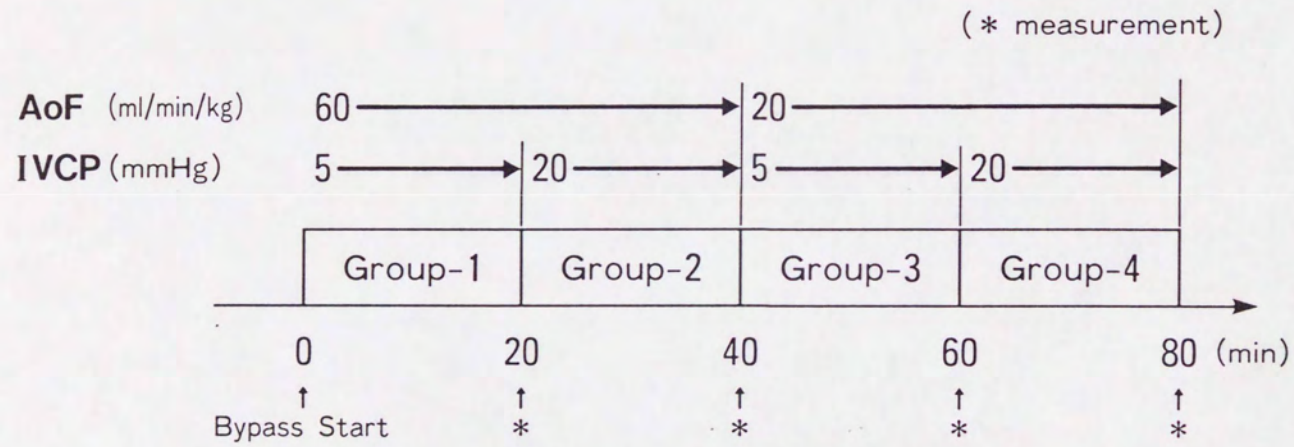 (* measurement)
AoF (ml/min/kg) 60 20
IVCP (mmHg) 5 20 5 20
Group-1 Group-2 Group-3 Group-4
0 20 40 60 80 (min)
↑ ↑ ↑ ↑ ↑
Bypass Start * * * *